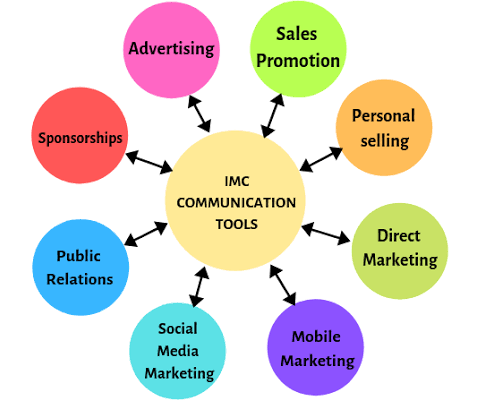 Advertising
Sales
Promotion
Personal
selling
Direct
Marketing
Mobile
Marketing
Social
Media
Marketing
Public
Relations
Sponsorships
IMC
COMMUNICATION
TOOLS